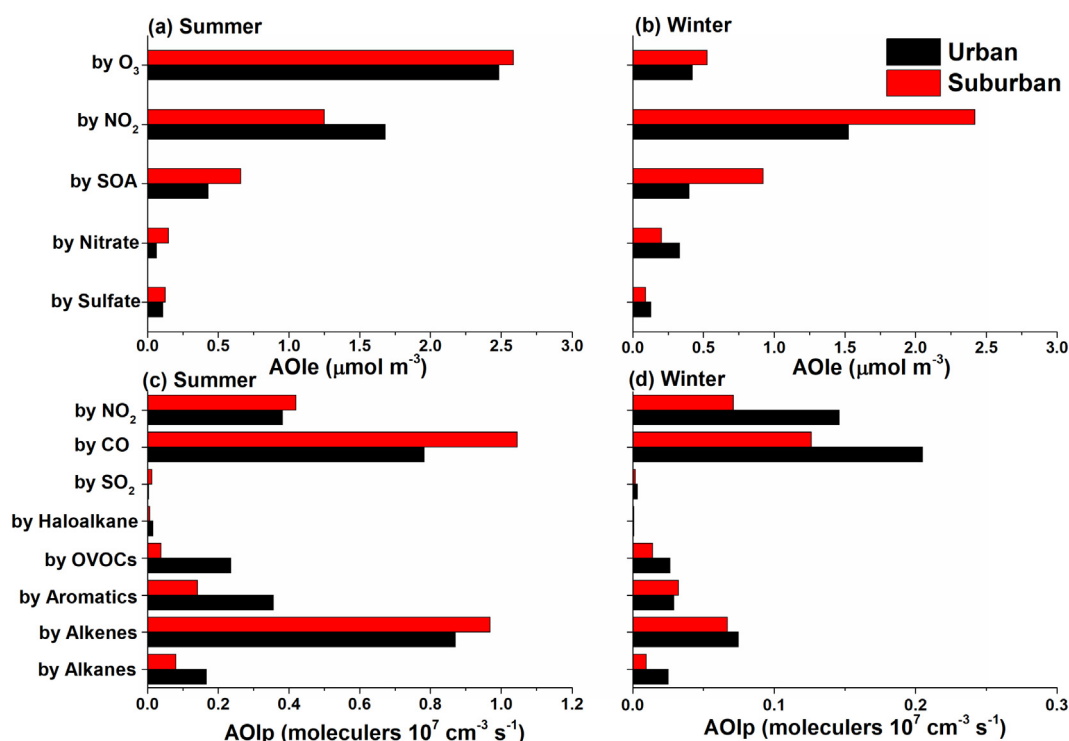 (a) Summer
by O₃
by NO₂
by SOA
by Nitrate
by Sulfate
0.0 0.5 1.0 1.5 2.0 2.5 3.0
AOIe (μmol m⁻³)
(b) Winter
Urban
Suburban
0.0 0.5 1.0 1.5 2.0 2.5 3.0
AOIe (μmol m⁻³)
(c) Summer
by NO₂
by CO
by SO₂
by Haloalkane
by OVOCs
by Aromatics
by Alkenes
by Alkanes
0.0 0.2 0.4 0.6 0.8 1.0 1.2
AOIp (moleculers 10⁷ cm⁻³ s⁻¹)
(d) Winter
0.0 0.1 0.2 0.3
AOIp (moleculers 10⁷ cm⁻³ s⁻¹)